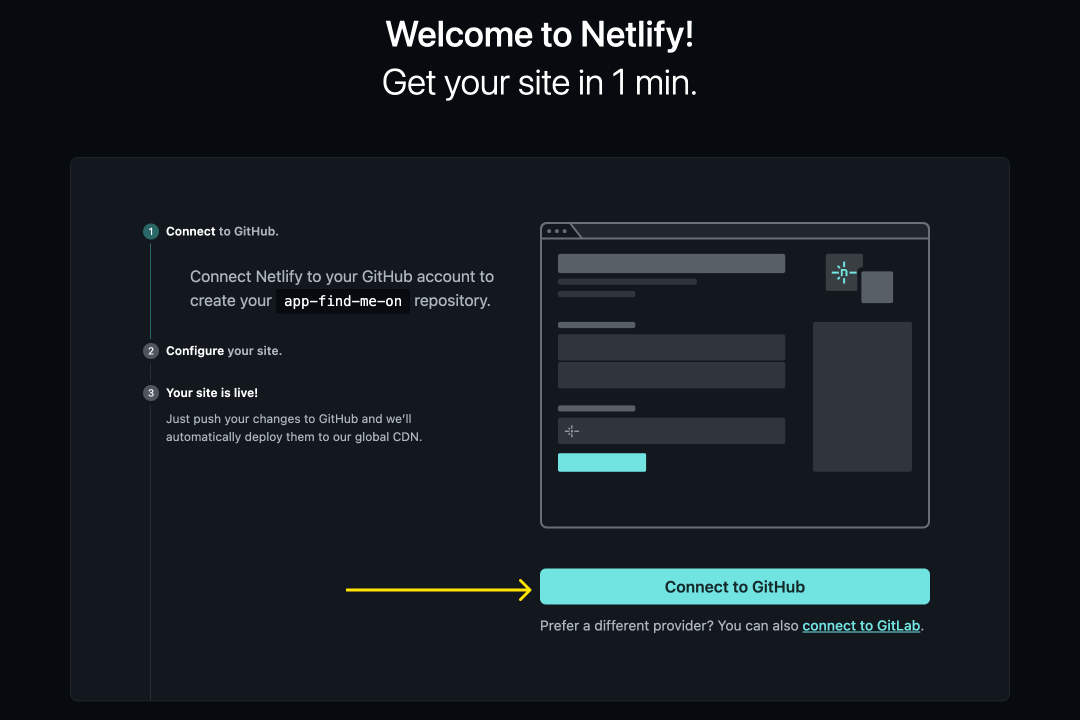 Welcome to Netlify!
Get your site in 1 min.
1 Connect to GitHub.
Connect Netlify to your GitHub account to
create your app-find-me-on repository.
2 Configure your site.
3 Your site is live!
Just push your changes to GitHub and we’ll
automatically deploy them to our global CDN.
n
Connect to GitHub
Prefer a different provider? You can also connect to GitLab.